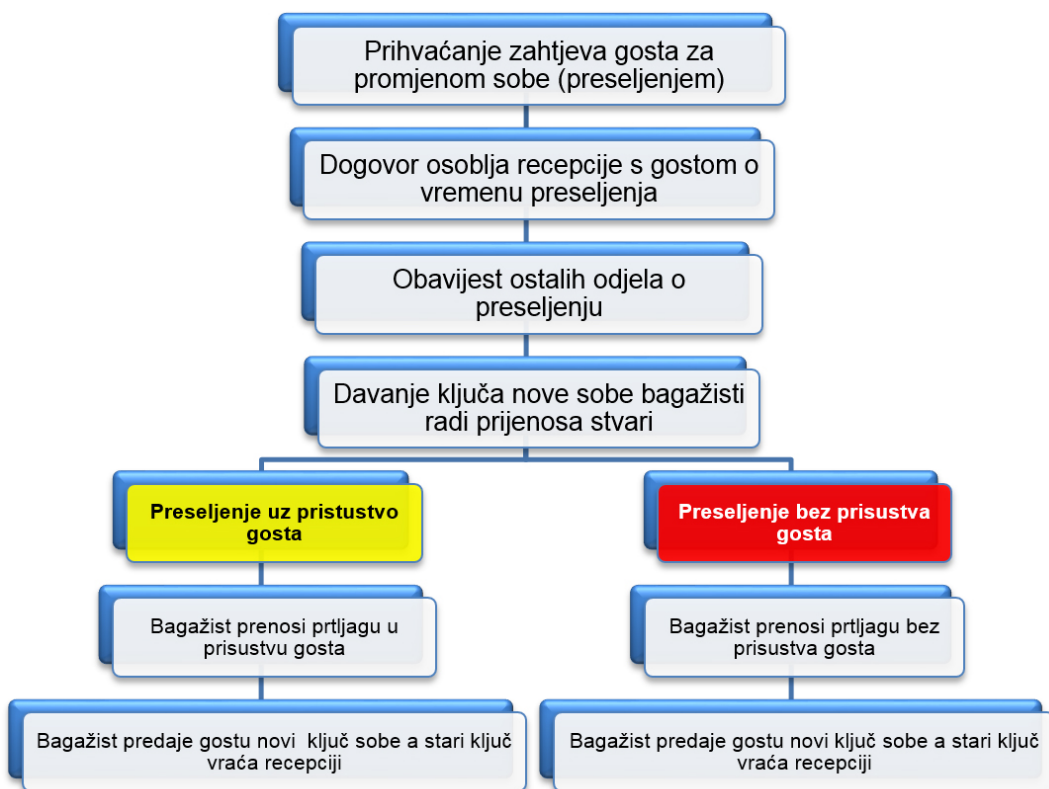 Prihvaćanje zahtjeva gosta za
promjenom sobe (preseljenjem)
Dogovor osoblja recepcije s gostom o
vremenu preseljenja
Obavijest ostalih odjela o
preseljenju
Davanje ključa nove sobe bagažisti
radi prijenosa stvari
Preseljenje uz pristustvo
gosta
Preseljenje bez prisustva
gosta
Bagažist prenosi prtljagu u
prisustvu gosta
Bagažist prenosi prtljagu bez
prisustva gosta
Bagažist predaje gostu novi ključ sobe a stari ključ
vraća recepciji
Bagažist predaje gostu novi ključ sobe a stari ključ
vraća recepciji